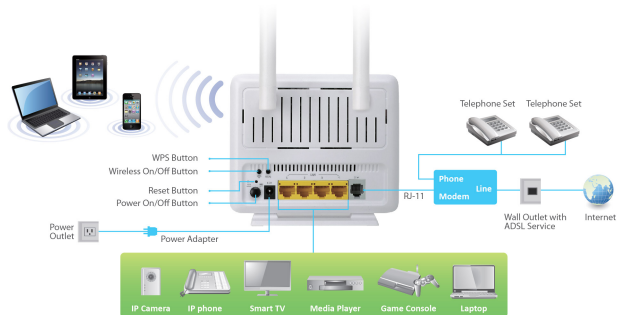 Telephone Set
Telephone Set
WPS Button
Wireless On/Off Button
Reset Button
Power On/Off Button
Phone
Line
Modem
RJ-11
Wall Outlet with
ADSL Service
Internet
Power
Outlet
Power Adapter
IP Camera
IP phone
Smart TV
Media Player
Game Console
Laptop